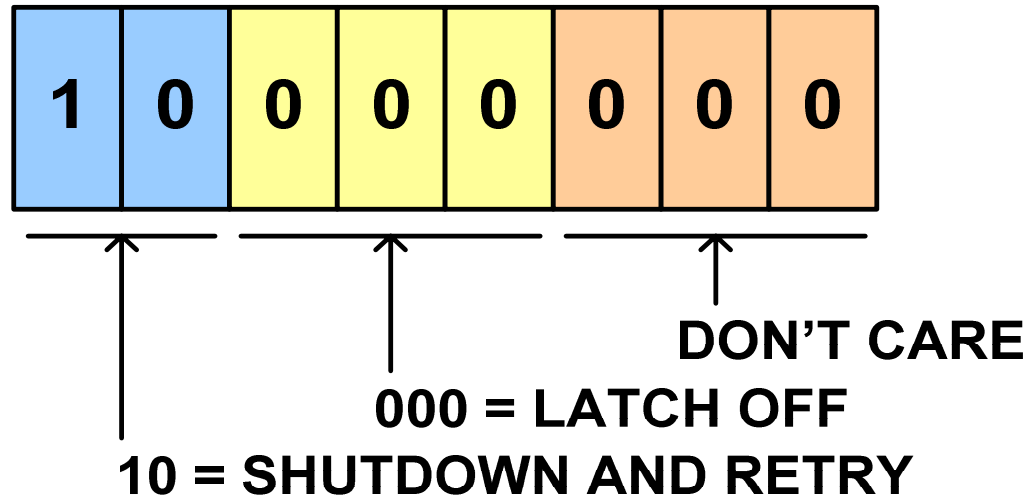 1 0 0 0 0 0 0 0
DON’T CARE
000 = LATCH OFF
10 = SHUTDOWN AND RETRY